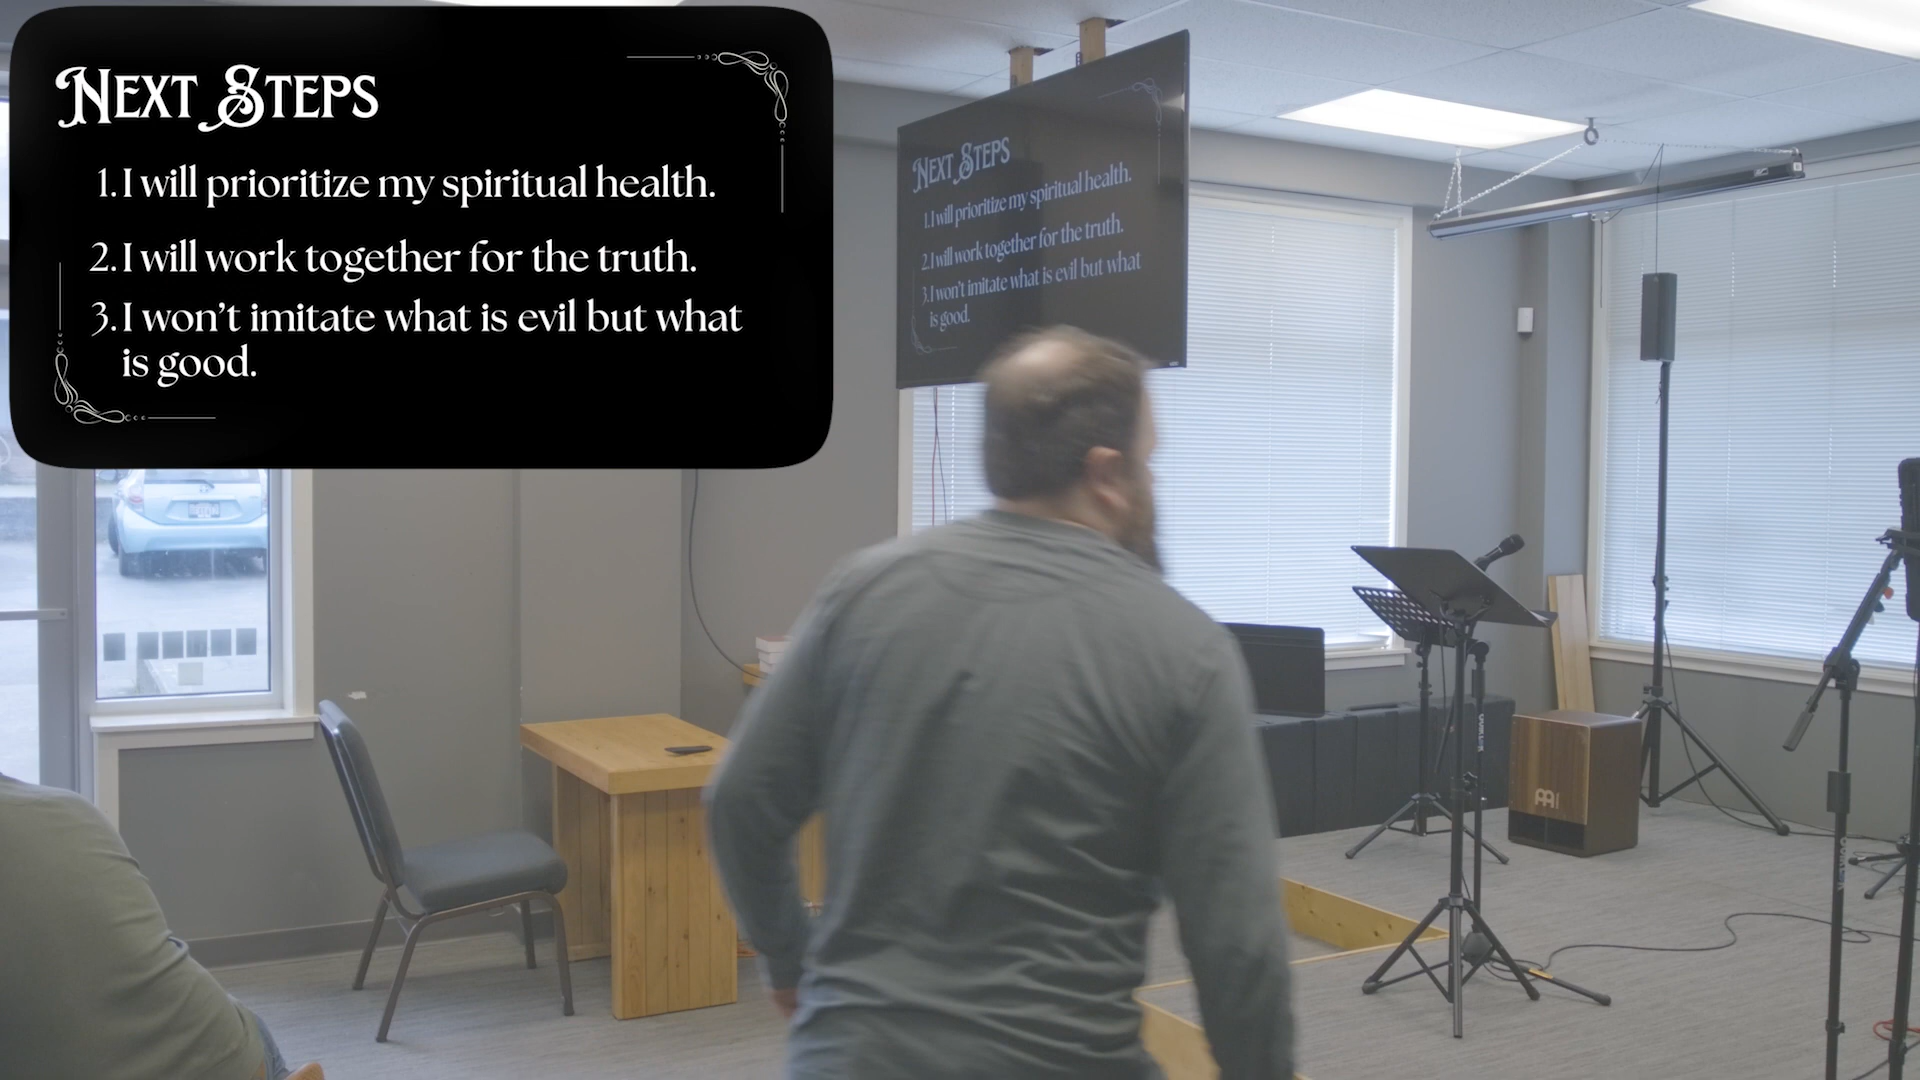 Next Steps
1. I will prioritize my spiritual health.
2. I will work together for the truth.
3. I won't imitate what is evil but what
is good.
Next Steps
1. I will prioritize my spiritual health.
2. I will work together for the truth.
3. I won't imitate what is evil but what
is good.